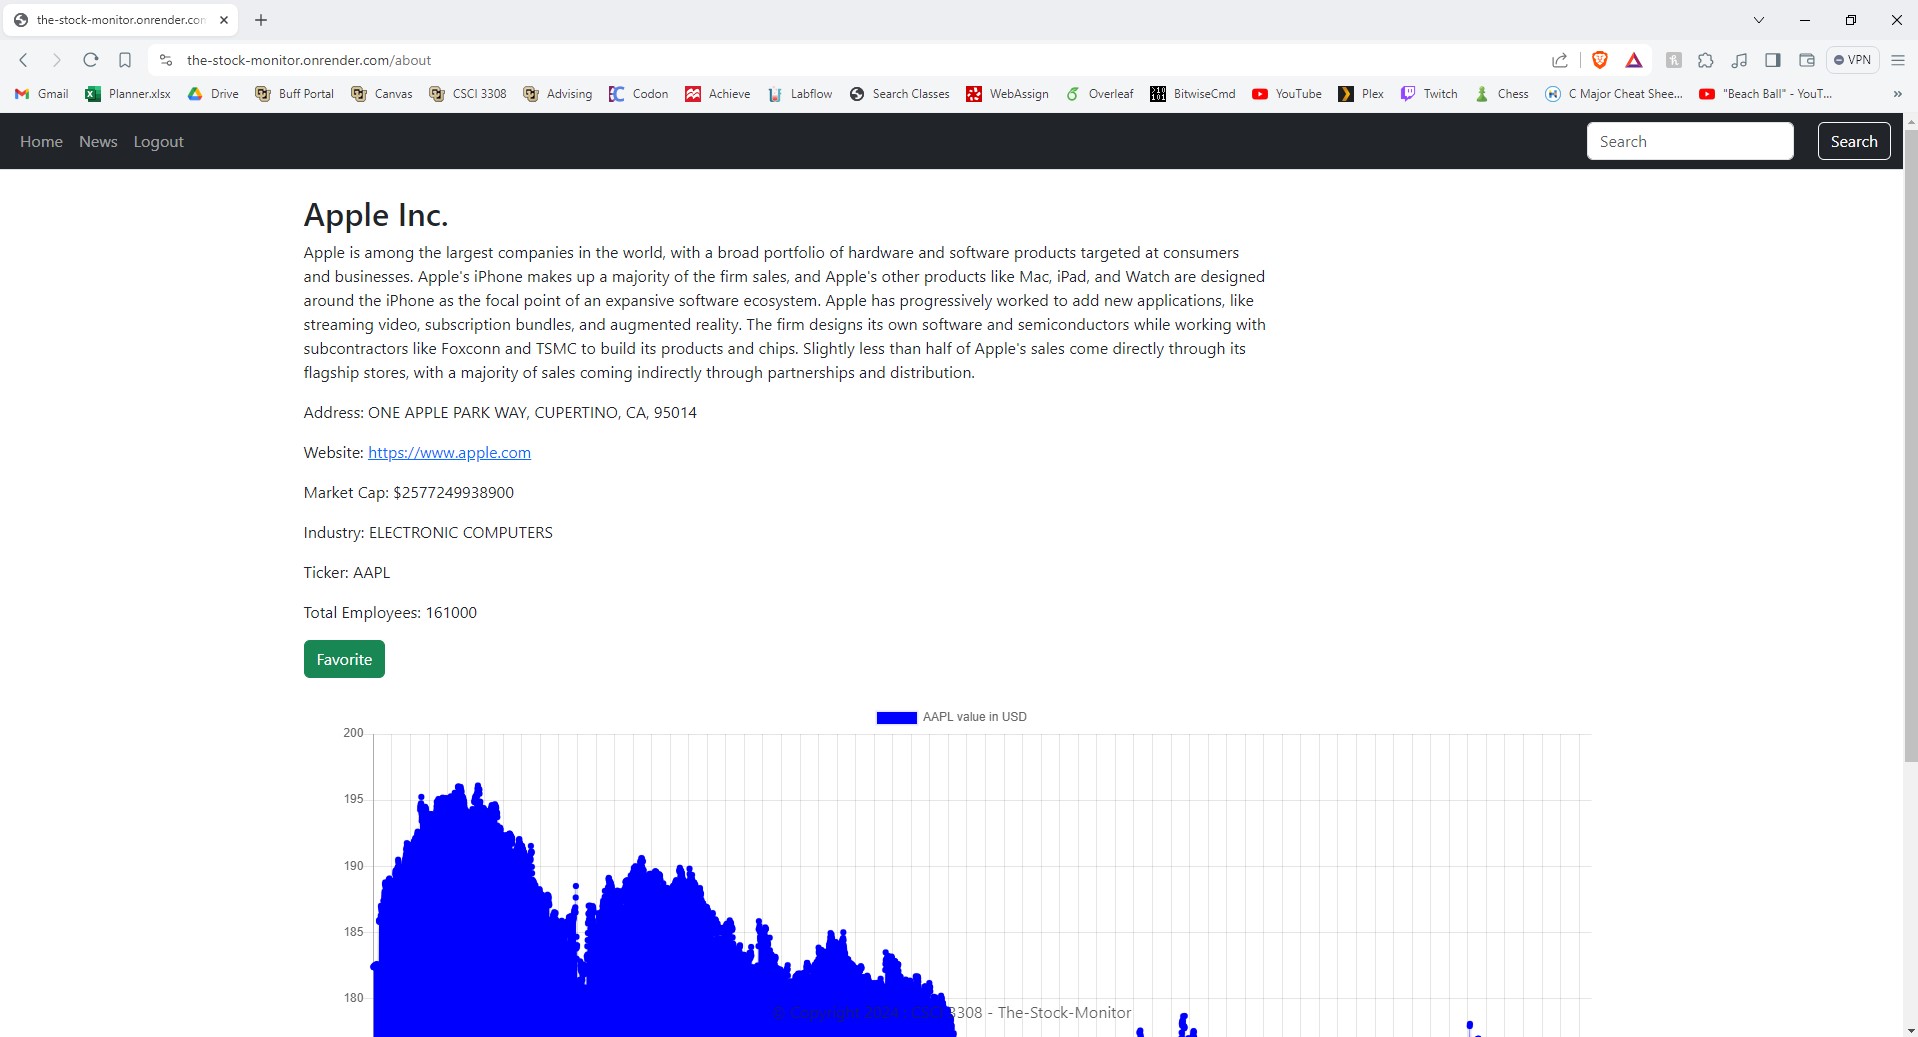 the-stock-monitor.onrender.com
the-stock-monitor.onrender.com/about
VPN
Gmail
Planner.xlsx
Drive
Buff Portal
Canvas
CSCI 3308
Advising
Codon
Achieve
Labflow
Search Classes
WebAssign
Overleaf
BitwiseCmd
YouTube
Plex
Twitch
Chess
C Major Cheat Shee...
"Beach Ball" - YouT...
Home
News
Logout
Search
Search
Apple Inc.
Apple is among the largest companies in the world, with a broad portfolio of hardware and software products targeted at consumers
and businesses. Apple's iPhone makes up a majority of the firm sales, and Apple's other products like Mac, iPad, and Watch are designed
around the iPhone as the focal point of an expansive software ecosystem. Apple has progressively worked to add new applications, like
streaming video, subscription bundles, and augmented reality. The firm designs its own software and semiconductors while working with
subcontractors like Foxconn and TSMC to build its products and chips. Slightly less than half of Apple's sales come directly through its
flagship stores, with a majority of sales coming indirectly through partnerships and distribution.
Address: ONE APPLE PARK WAY, CUPERTINO, CA, 95014
Website: https://www.apple.com
Market Cap: $2577249938900
Industry: ELECTRONIC COMPUTERS
Ticker: AAPL
Total Employees: 161000
Favorite
AAPL value in USD
200
195
190
185
180
© Copyright 3308 - The-Stock-Monitor